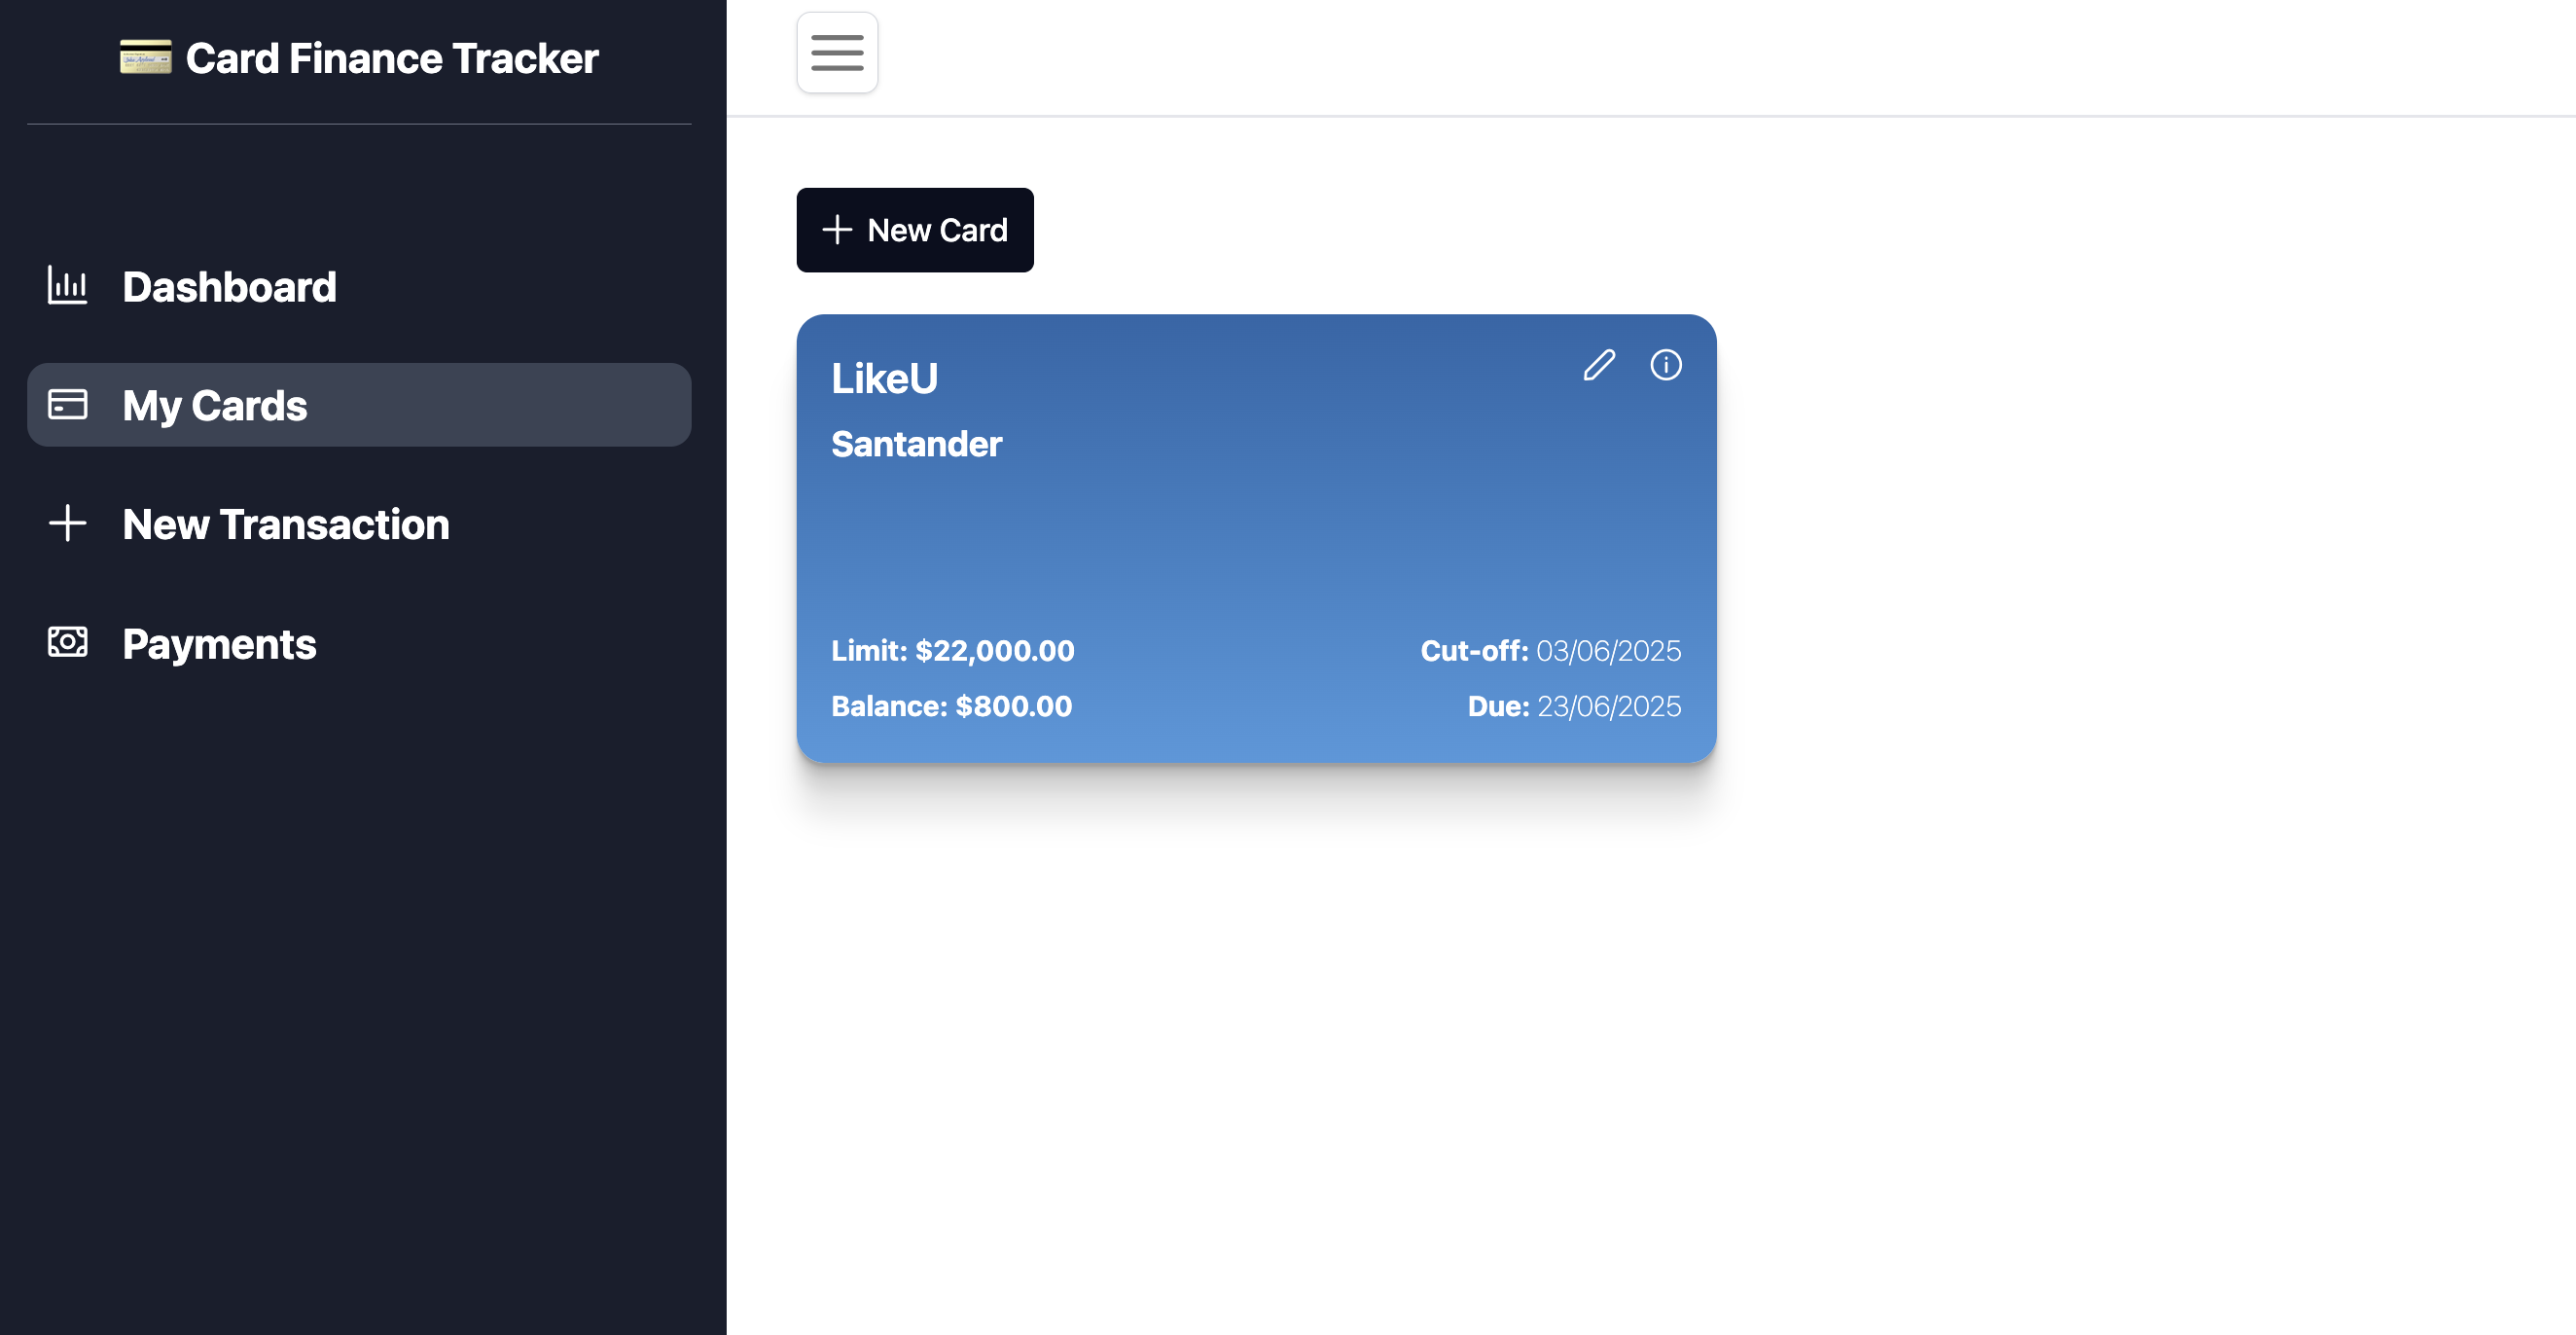 Card Finance Tracker
Dashboard
My Cards
New Transaction
Payments
New Card
LikeU
Santander
Limit: $22,000.00
Cut-off: 03/06/2025
Balance: $800.00
Due: 23/06/2025